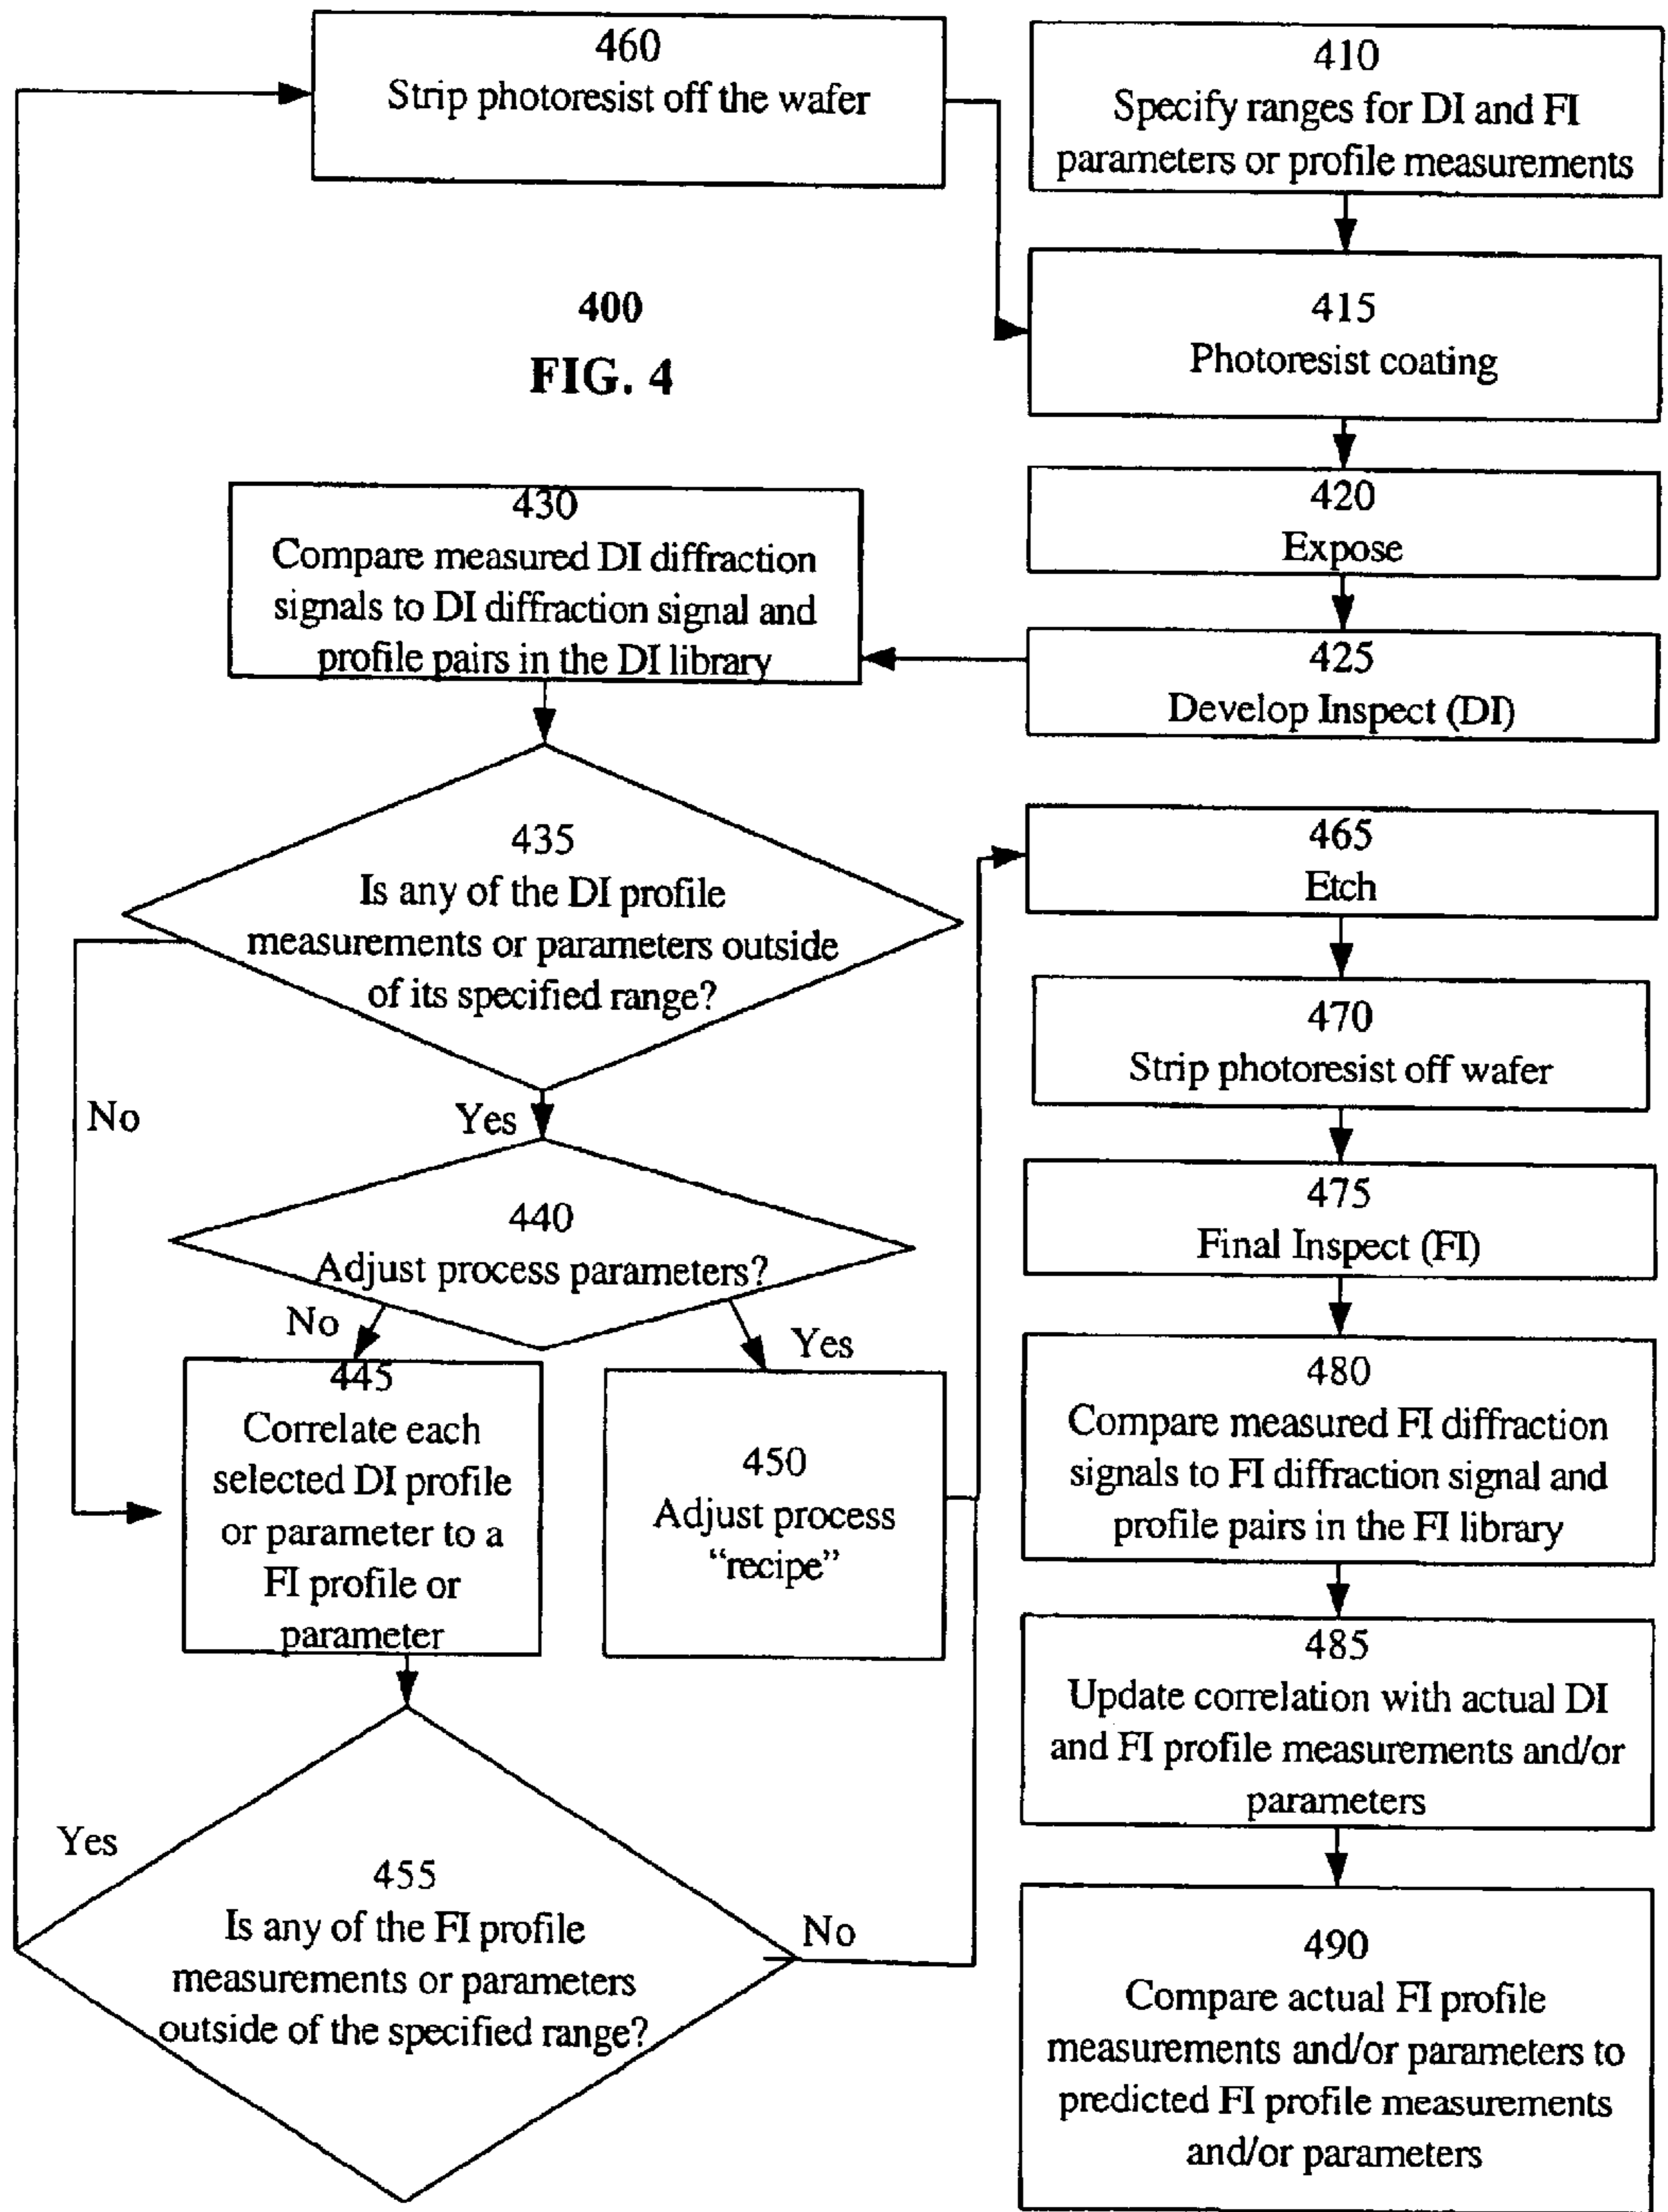 460
Strip photoresist off the wafer
410
Specify ranges for DI and FI
parameters or profile measurements
400
FIG. 4
415
Photoresist coating
420
Expose
430
Compare measured DI diffraction
signals to DI diffraction signal and
profile pairs in the DI library
425
Develop Inspect (DI)
435
Is any of the DI profile
measurements or parameters outside
of its specified range?
No
Yes
440
Adjust process parameters?
No
Yes
445
Correlate each
selected DI profile
or parameter to a
FI profile or
parameter
450
Adjust process
“recipe”
455
Is any of the FI profile
measurements or parameters
outside of the specified range?
Yes
No
465
Etch
470
Strip photoresist off wafer
475
Final Inspect (FI)
480
Compare measured FI diffraction
signals to FI diffraction signal and
profile pairs in the FI library
485
Update correlation with actual DI
and FI profile measurements and/or
parameters
490
Compare actual FI profile
measurements and/or parameters to
predicted FI profile measurements
and/or parameters